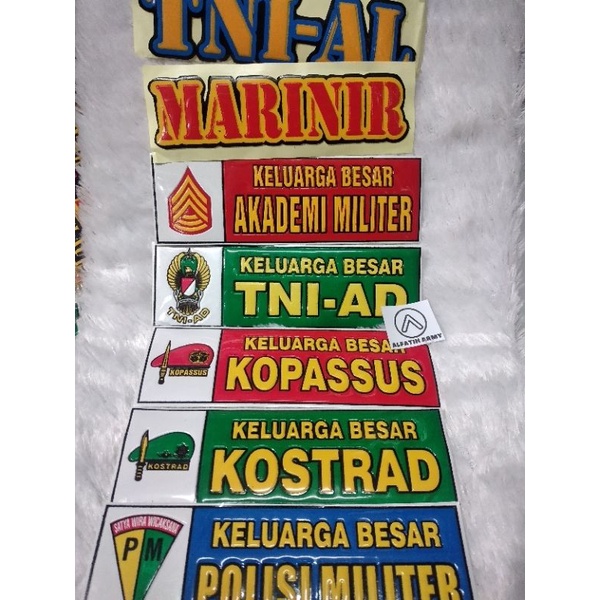 TNI-AL
MARINIR
KELUARGA BESAR
AKADEMI MILITER
TNI-AD
KELUARGA BESAR
TNI-AD
ALFATIH ARMY
KOPASSUS
KELUARGA BESAR
KOPASSUS
KOSTRAD
KELUARGA BESAR
KOSTRAD
SATYA WIRA WICAKSANA
P M
KELUARGA BESAR
POLISI MILITER